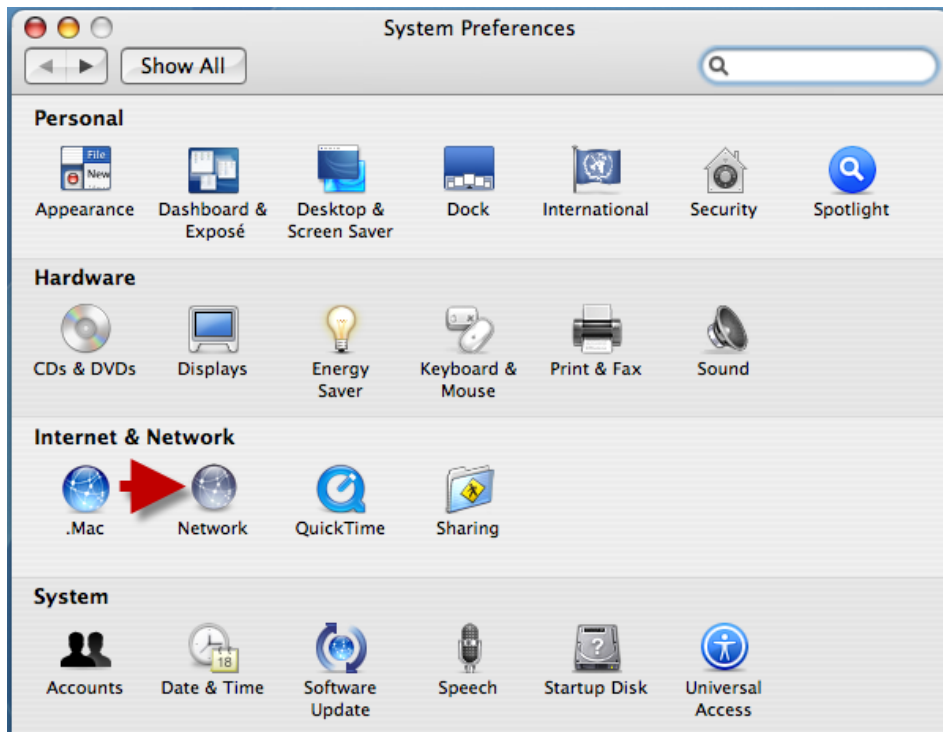 System Preferences
Show All
Personal
File
New
Appearance
Dashboard &
Exposé
Desktop &
Screen Saver
Dock
International
Security
Spotlight
Hardware
CDs & DVDs
Displays
Energy
Saver
Keyboard &
Mouse
Print & Fax
Sound
Internet & Network
.Mac
Network
QuickTime
Sharing
System
18
?
Accounts
Date & Time
Software
Update
Speech
Startup Disk
Universal
Access